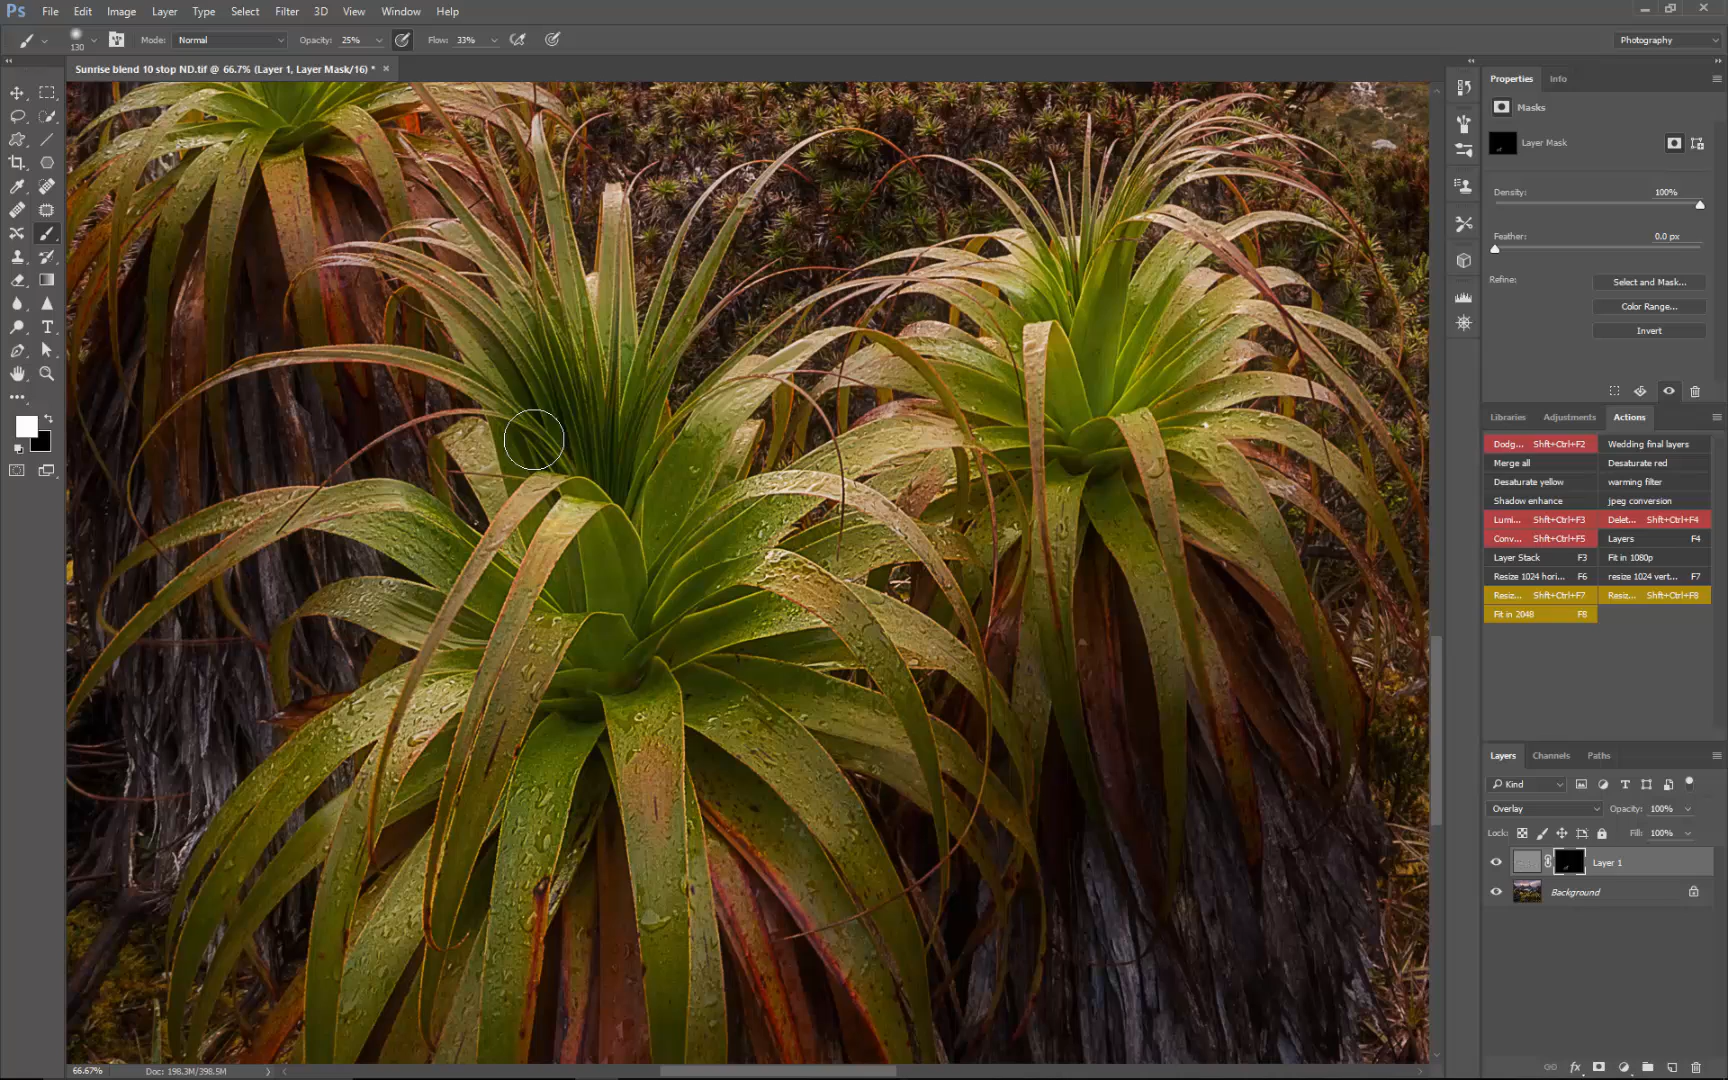 Ps File Edit Image Layer Type Select Filter 3D View Window Help
130 Mode: Normal Opacity: 25% Flow: 33% Photography
Sunrise blend 10 stop ND.tif @ 66.7% (Layer 1, Layer Mask/16) * ×
Properties Info
Masks
Layer Mask
Density: 100%
Feather: 0.0 px
Refine: Select and Mask...
Color Range...
Invert
Libraries Adjustments Actions
Dodg... Shft+Ctrl+F2 Wedding final layers
Merge all Desaturate red
Desaturate yellow warming filter
Shadow enhance jpeg conversion
Lumi... Shft+Ctrl+F3 Delet... Shft+Ctrl+F4
Conv... Shft+Ctrl+F5 Layers F4
Layer Stack F3 Fit in 1080p
Resize 1024 hori... F6 resize 1024 vert... F7
Resiz... Shft+Ctrl+F7 Resiz... Shft+Ctrl+F8
Fit in 2048 F8
Layers Channels Paths
Kind
Overlay Opacity: 100%
Lock: Fill: 100%
Layer 1
Background
fx
66.67% Doc: 198.3M/398.5M